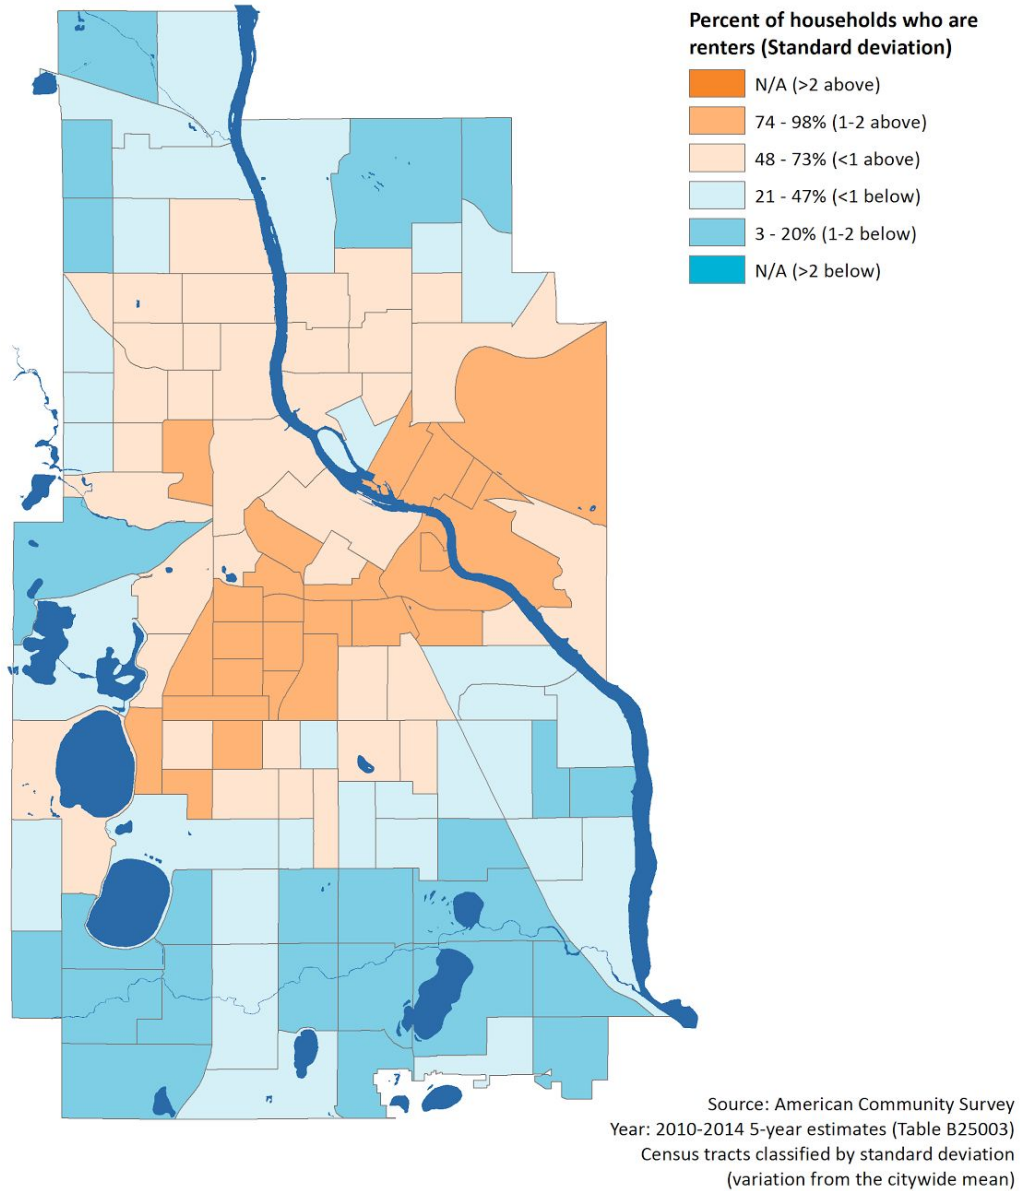 Percent of households who are
renters (Standard deviation)
N/A (>2 above)
74 - 98% (1-2 above)
48 - 73% (<1 above)
21 - 47% (<1 below)
3 - 20% (1-2 below)
N/A (>2 below)
Source: American Community Survey
Year: 2010-2014 5-year estimates (Table B25003)
Census tracts classified by standard deviation
(variation from the citywide mean)